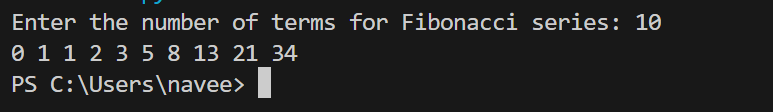 Enter the number of terms for Fibonacci series: 10
0 1 1 2 3 5 8 13 21 34
PS C:\Users\navee>